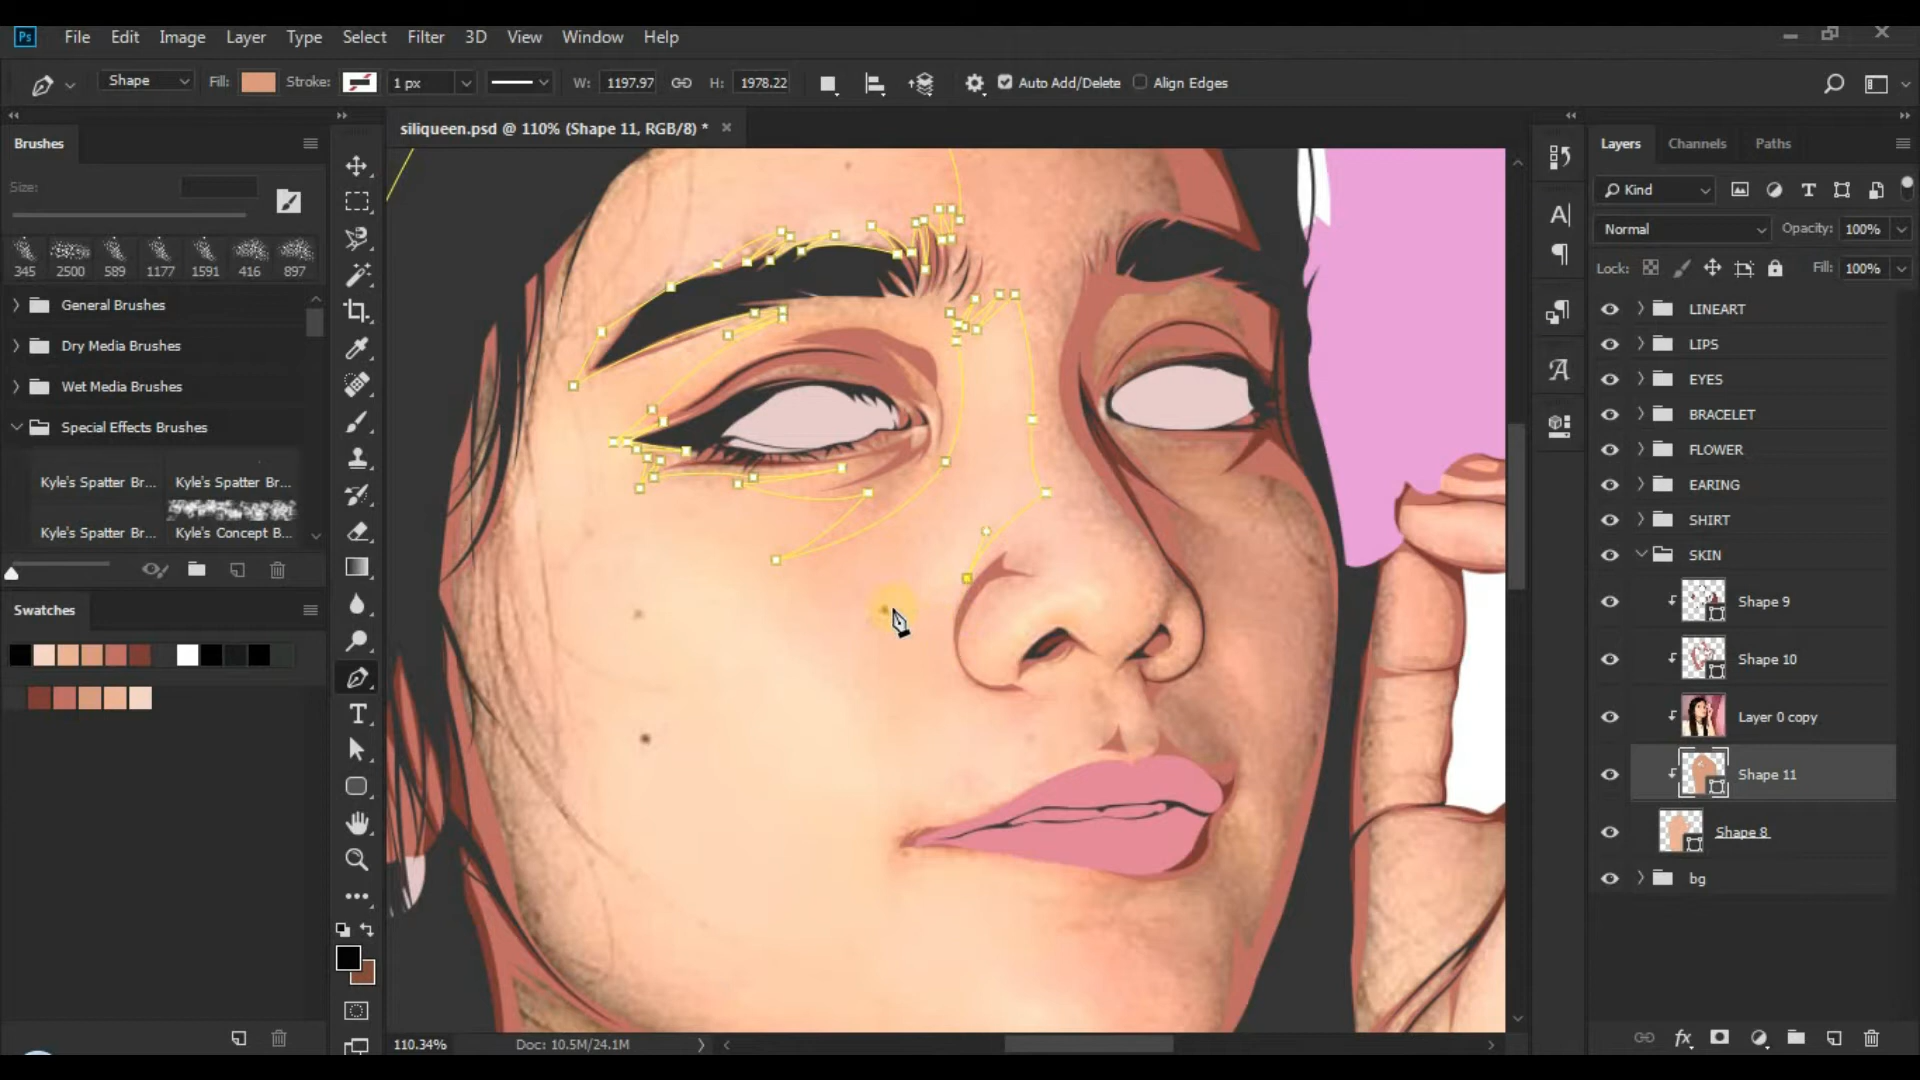 Ps File Edit Image Layer Type Select Filter 3D View Window Help
Shape Fill: Stroke: 1 px W: 1197.97 H: 1978.22 Auto Add/Delete Align Edges
siliqueen.psd @ 110% (Shape 11, RGB/8) *
Brushes
Size:
345 2500 589 1177 1591 416 897
General Brushes
Dry Media Brushes
Wet Media Brushes
Special Effects Brushes
Kyle's Spatter Br... Kyle's Spatter Br...
Kyle's Spatter Br... Kyle's Concept B...
Swatches
110.34% Doc: 10.5M/24.1M
Layers Channels Paths
Kind
Normal Opacity: 100%
Lock: Fill: 100%
LINEART
LIPS
EYES
BRACELET
FLOWER
EARING
SHIRT
SKIN
Shape 9
Shape 10
Layer 0 copy
Shape 11
Shape 8
bg